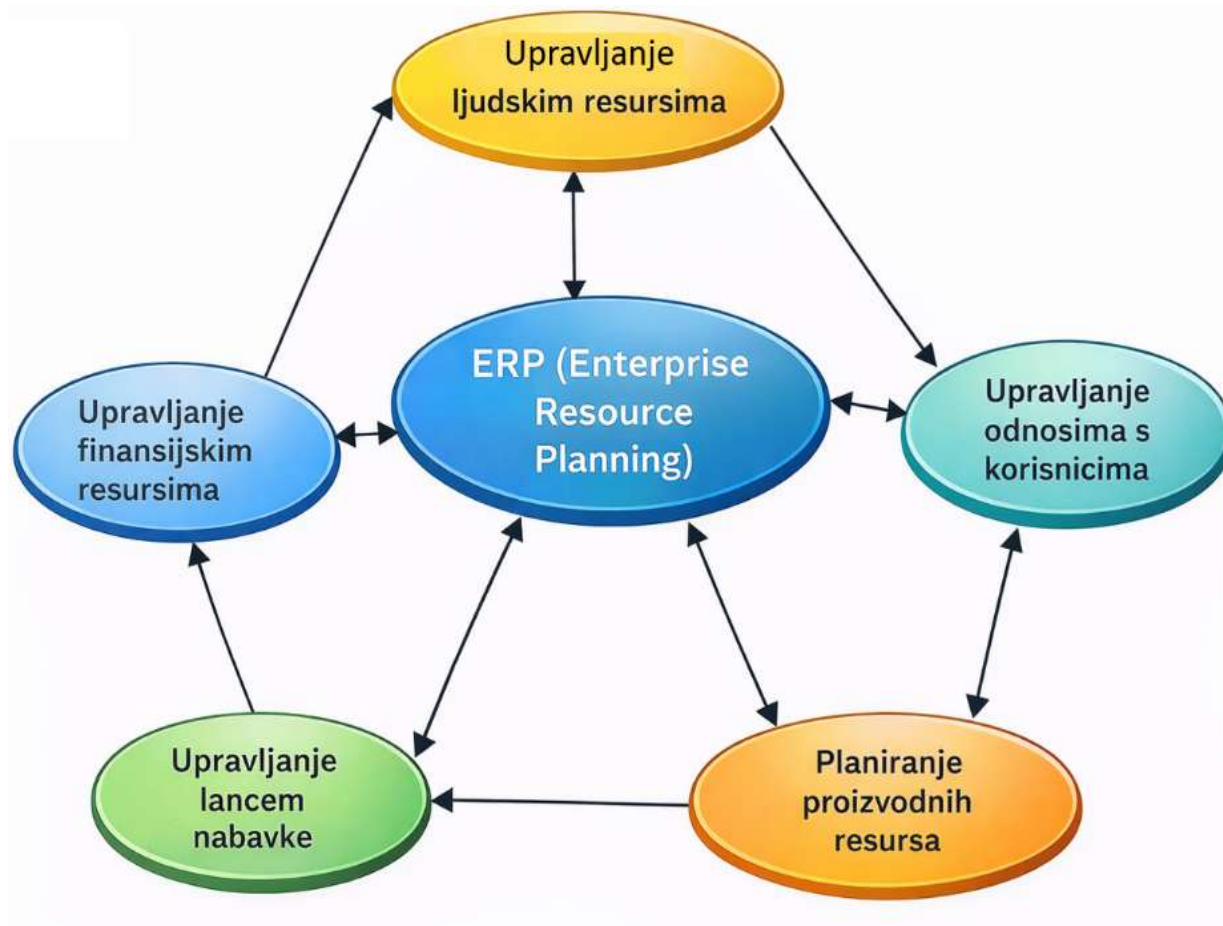 Upravljanje
ljudskim resursima
ERP (Enterprise
Resource
Planning)
Upravljanje
finansijskim
resursima
Upravljanje
odnosima s
korisnicima
Upravljanje
lancem
nabavke
Planiranje
proizvodnih
resursa